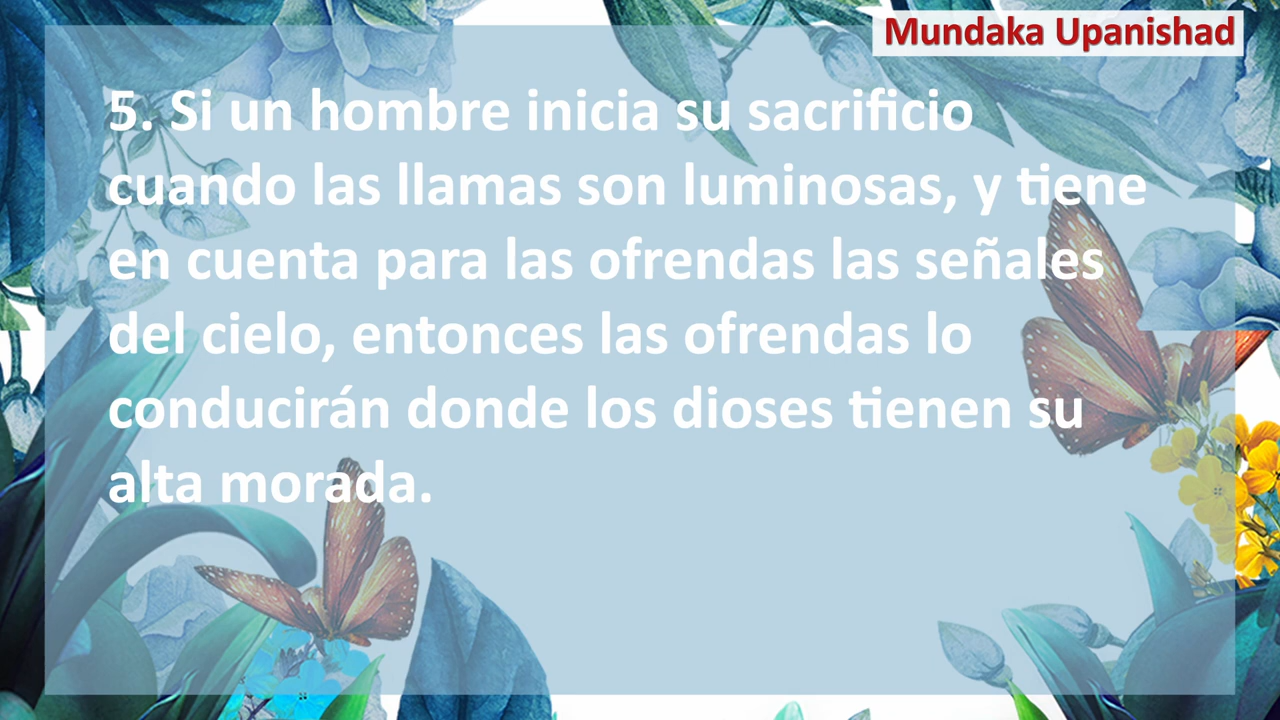 Mundaka Upanishad
5. Si un hombre inicia su sacrificio
cuando las llamas son luminosas, y tiene
en cuenta para las ofrendas las señales
del cielo, entonces las ofrendas lo
conducirán donde los dioses tienen su
alta morada.